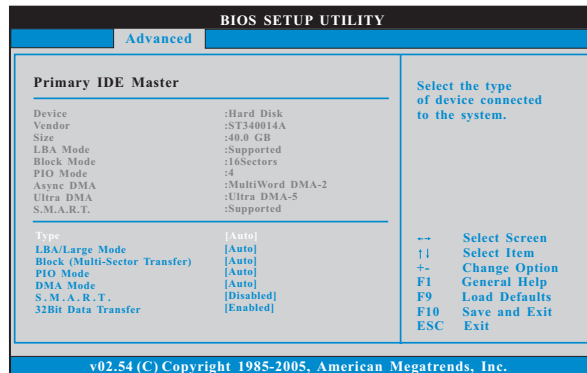 BIOS SETUP UTILITY
Advanced
Primary IDE Master
Device :Hard Disk
Vendor :ST340014A
Size :40.0 GB
LBA Mode :Supported
Block Mode :16Sectors
PIO Mode :4
Async DMA :MultiWord DMA-2
Ultra DMA :Ultra DMA-5
S.M.A.R.T. :Supported
Type [Auto]
LBA/Large Mode [Auto]
Block (Multi-Sector Transfer) [Auto]
PIO Mode [Auto]
DMA Mode [Auto]
S.M.A.R.T. [Disabled]
32Bit Data Transfer [Enabled]
Select the type
of device connected
to the system.
←→ Select Screen
↑↓ Select Item
+- Change Option
F1 General Help
F9 Load Defaults
F10 Save and Exit
ESC Exit
v02.54 (C) Copyright 1985-2005, American Megatrends, Inc.